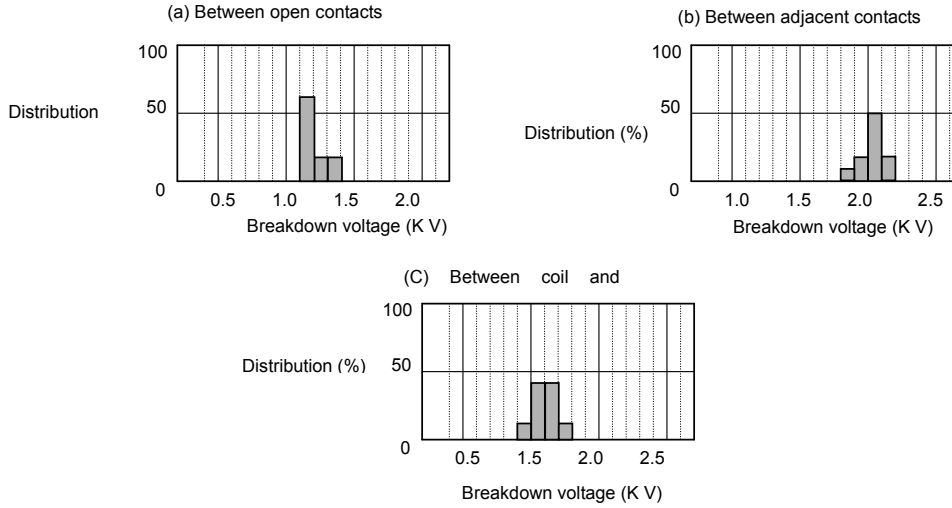 (a) Between open contacts
100
Distribution 50
0
0.5 1.0 1.5 2.0
Breakdown voltage (K V)
(b) Between adjacent contacts
100
50
Distribution (%)
0
1.0 1.5 2.0 2.5
Breakdown voltage (K V)
(C) Between coil and
100
Distribution (%) 50
0
0.5 1.5 2.0 2.5
Breakdown voltage (K V)